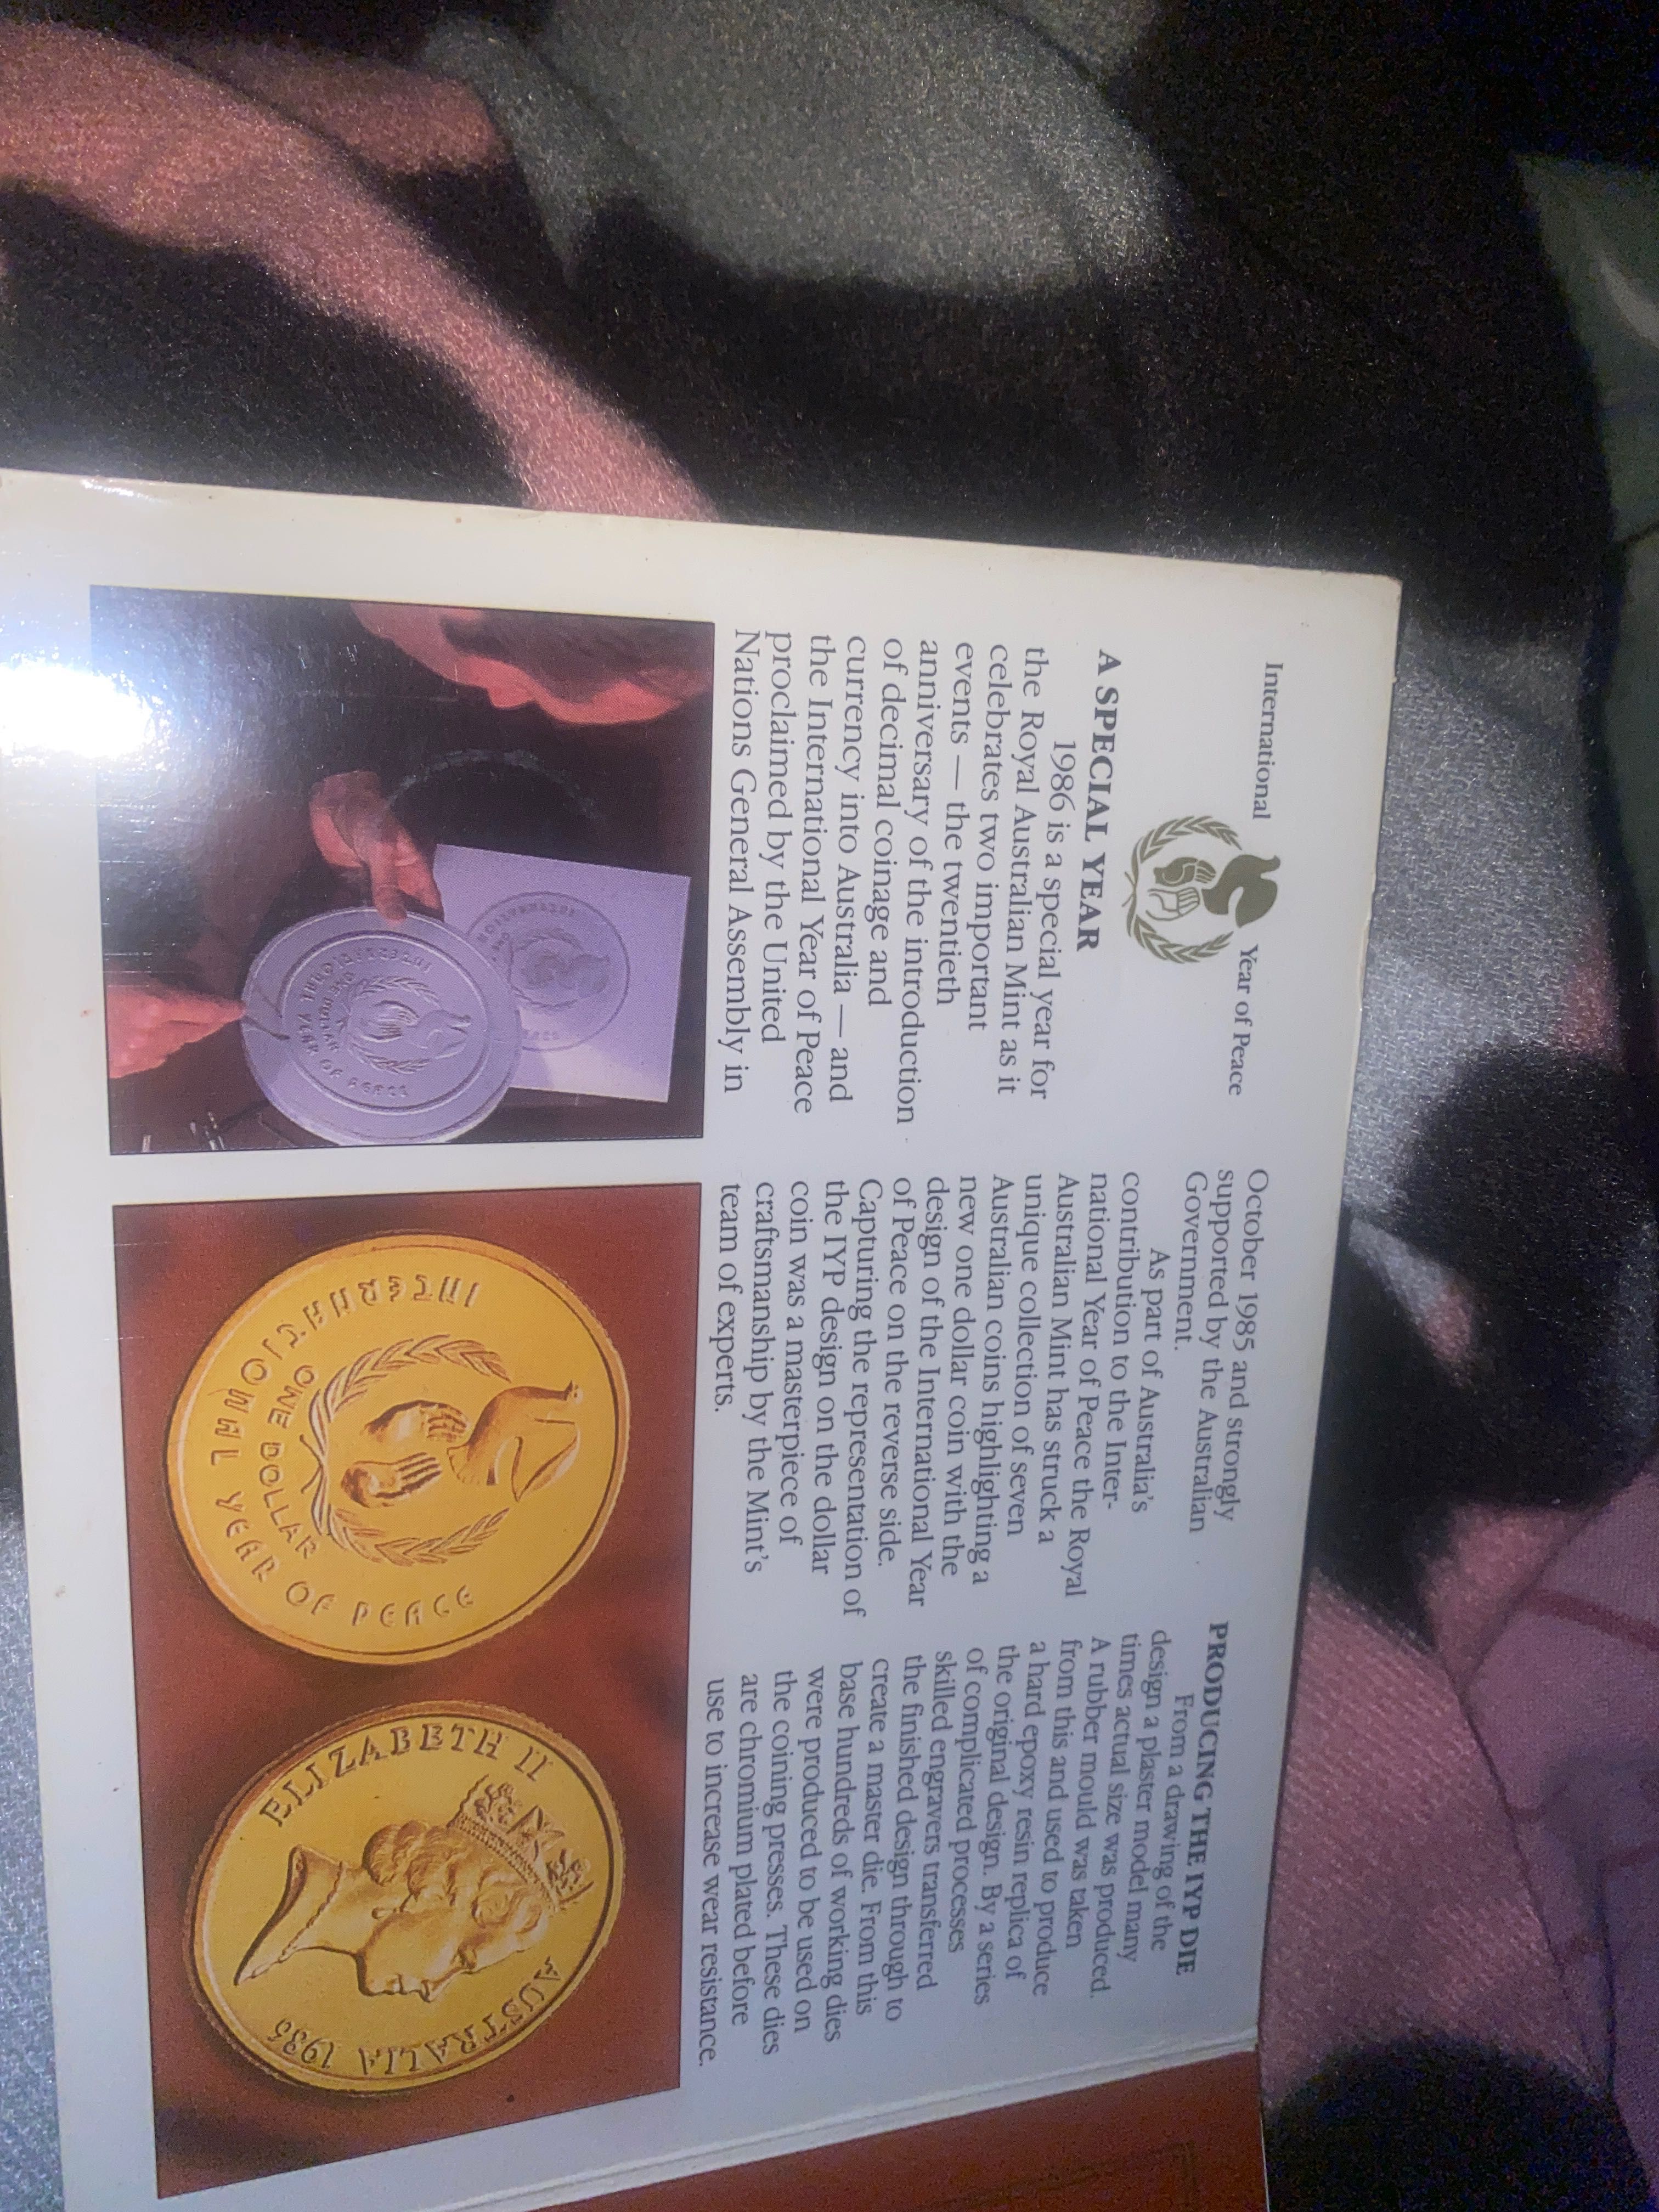 International Year of Peace
A SPECIAL YEAR
1986 is a special year for
the Royal Australian Mint as it
celebrates two important
events — the twentieth
anniversary of the introduction
of decimal coinage and
currency into Australia — and
the International Year of Peace
proclaimed by the United
Nations General Assembly in
October 1985 and strongly
supported by the Australian
Government.
As part of Australia's
contribution to the Inter-
national Year of Peace the Royal
Australian Mint has struck a
unique collection of seven
Australian coins highlighting a
new one dollar coin with the
design of the International Year
of Peace on the reverse side.
Capturing the representation of
the IYP design on the dollar
coin was a masterpiece of
craftsmanship by the Mint's
team of experts.
PRODUCING THE IYP DIE
From a drawing of the
design a plaster model many
times actual size was produced.
A rubber mould was taken
from this and used to produce
a hard epoxy resin replica of
the original design. By a series
of complicated processes
skilled engravers transferred
the finished design through to
create a master die. From this
base hundreds of working dies
were produced to be used on
the coining presses. These dies
are chromium plated before
use to increase wear resistance.
INTERNATIONAL YEAR OF PEACE
ONE DOLLAR
INTERNATIONAL YEAR OF PEACE
ONE DOLLAR
ELIZABETH II
AUSTRALIA 1986